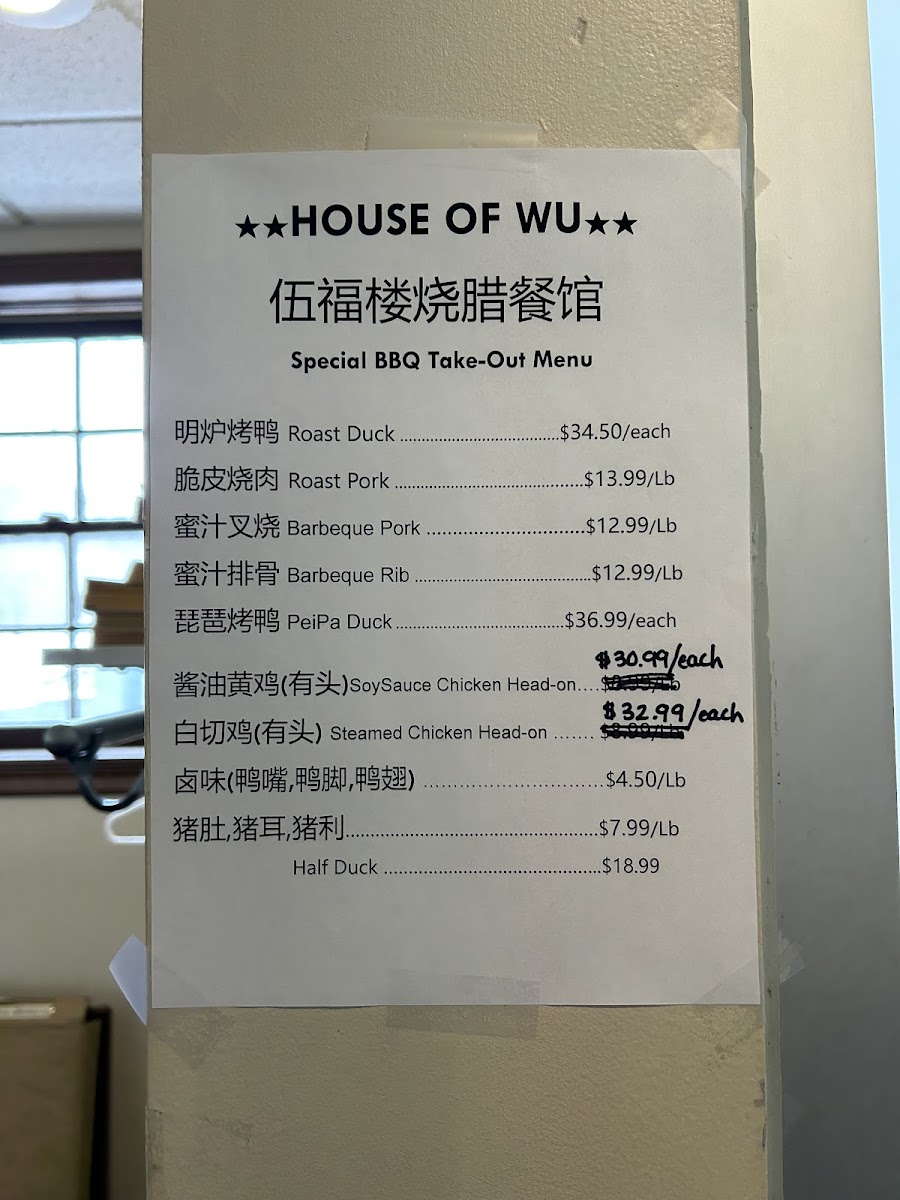 ★★HOUSE OF WU★★
伍福楼烧腊餐馆
Special BBQ Take-Out Menu
明炉烤鸭 Roast Duck ........................................$34.50/each
脆皮烧肉 Roast Pork ........................................$13.99/Lb
蜜汁叉烧 Barbeque Pork ...............................$12.99/Lb
蜜汁排骨 Barbeque Rib ............................................$12.99/Lb
琵琶烤鸭 PeiPa Duck..........................................$36.99/each
$30.99/each
酱油黄鸡(有头)SoySauce Chicken Head-on....
$32.99/each
白切鸡(有头) Steamed Chicken Head-on ....... $8.99/Lb
卤味(鸭嘴,鸭脚,鸭翅) ..............................$4.50/Lb
猪肚,猪耳,猪利..................................................$7.99/Lb
Half Duck ...........................................$18.99